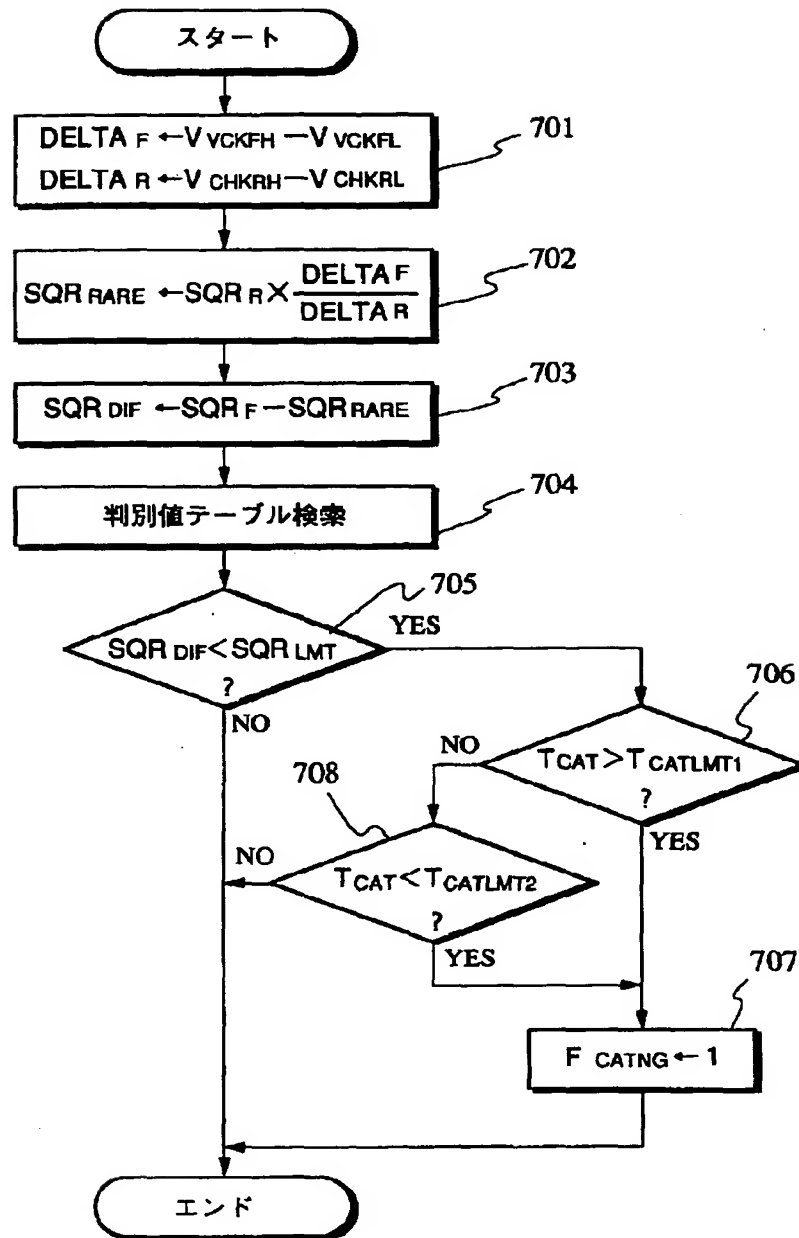 スタート
DELTA F ←V VCKFH －V VCKFL
DELTA R ←V CHKRH－V CHKRL
701
SQR RARE ←SQR R × DELTA F
DELTA R
702
SQR DIF ←SQR F－SQR RARE
703
判別値テーブル検索
704
705
SQR DIF＜SQR LMT
?
YES
NO
706
T CAT＞T CATLMT1
?
NO
YES
708
T CAT＜T CATLMT2
?
NO
YES
707
F CATNG ← 1
エンド